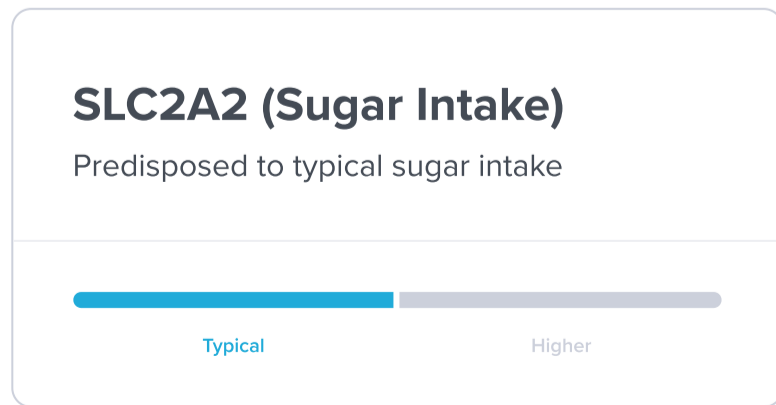 SLC2A2 (Sugar Intake)
Predisposed to typical sugar intake
Typical
Higher